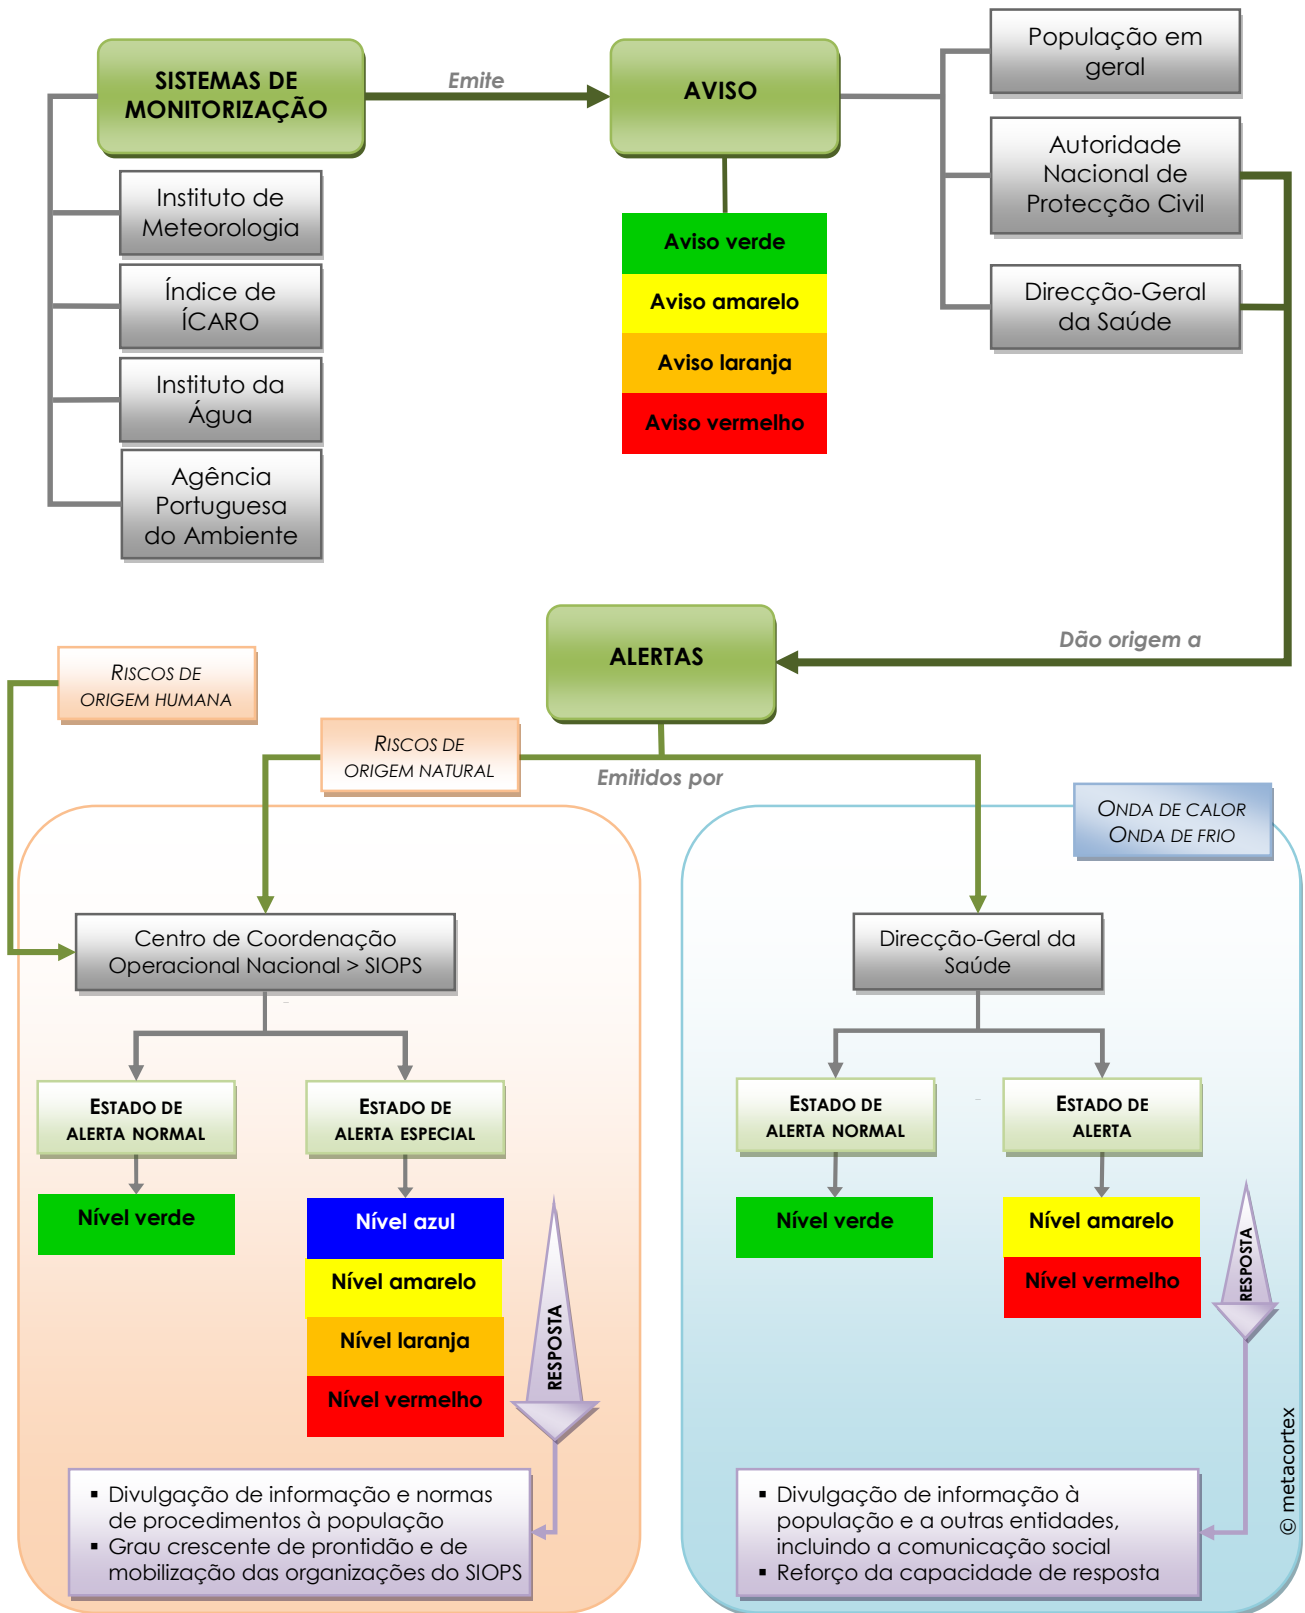 SISTEMAS DE
MONITORIZAÇÃO
Emite
AVISO
População em
geral
Autoridade
Nacional de
Protecção Civil
Direcção-Geral
da Saúde
Instituto de
Meteorologia
Índice de
ÍCARO
Instituto da
Água
Agência
Portuguesa
do Ambiente
Aviso verde
Aviso amarelo
Aviso laranja
Aviso vermelho
ALERTAS
Dão origem a
RISCOS DE
ORIGEM HUMANA
RISCOS DE
ORIGEM NATURAL
Emitidos por
ONDA DE CALOR
ONDA DE FRIO
Centro de Coordenação
Operacional Nacional > SIOPS
ESTADO DE
ALERTA NORMAL
ESTADO DE
ALERTA ESPECIAL
Nível verde
Nível azul
Nível amarelo
Nível laranja
Nível vermelho
RESPOSTA
▪ Divulgação de informação e normas
de procedimentos à população
▪ Grau crescente de prontidão e de
mobilização das organizações do SIOPS
Direcção-Geral da
Saúde
ESTADO DE
ALERTA NORMAL
ESTADO DE
ALERTA
Nível verde
Nível amarelo
Nível vermelho
RESPOSTA
▪ Divulgação de informação à
população e a outras entidades,
incluindo a comunicação social
▪ Reforço da capacidade de resposta
© metacortex